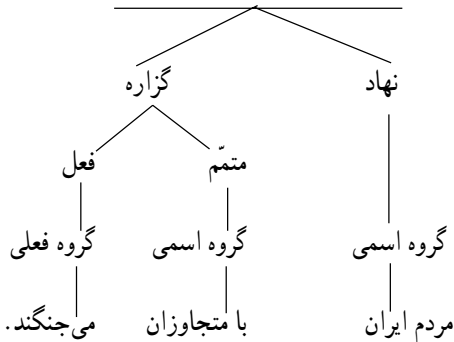 گزاره نهاد
فعل متمّم
گروه فعلی گروه اسمی گروه اسمی
می‌جنگند. با متجاوزان مردم ایران